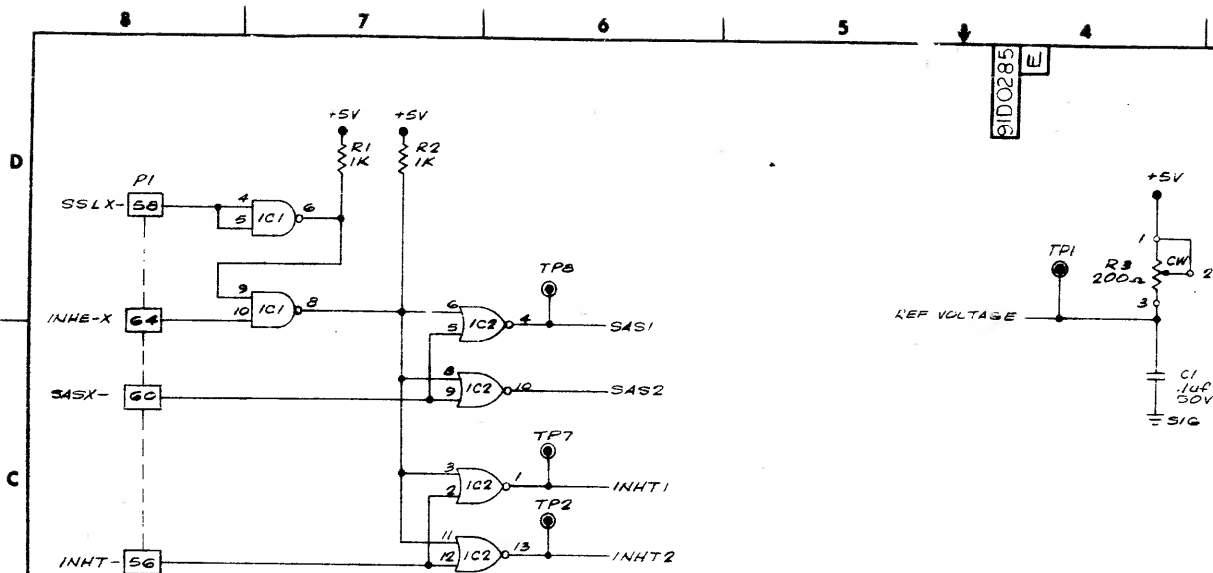 8 7 6 5 4
91D0285 E
D
C
+5V +5V
R1 1K
R2 1K
P1
SSLX- 58
4 5 IC1 6
9 10 IC1 8
INHE-X 64
6 5 IC2 4
TP8
SAS1
SASX- 60
8 9 IC2 10
SAS2
TP7
3 2 IC2 1
INHT1
TP2
INHT- 56
11 12 IC2 13
INHT2
+5V
1
TP1
R3 200Ω
CW
2
3
REF VOLTAGE
C1
.1uf
50V
SIG